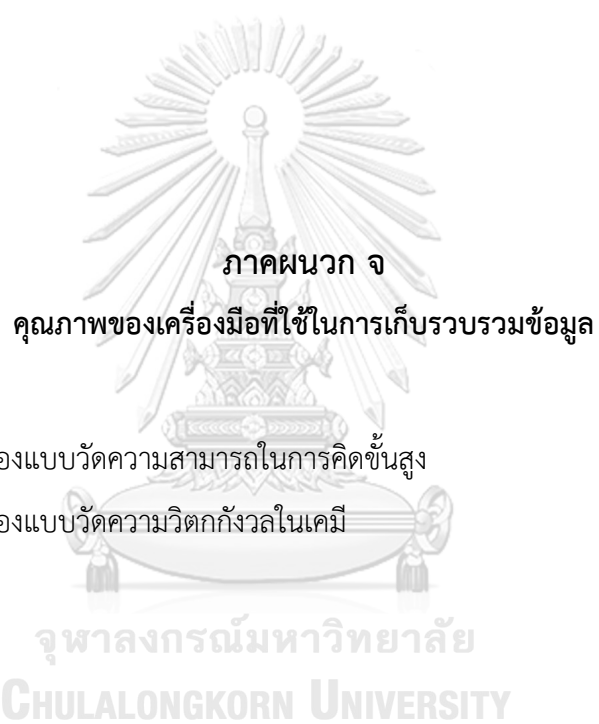 ภาคผนวก จ
คุณภาพของเครื่องมือที่ใช้ในการเก็บรวบรวมข้อมูล
องแบบวัดความสามารถในการคิดขั้นสูง
องแบบวัดความวิตกกังวลในเคมี
จุฬาลงกรณ์มหาวิทยาลัย
CHULALONGKORN UNIVERSITY